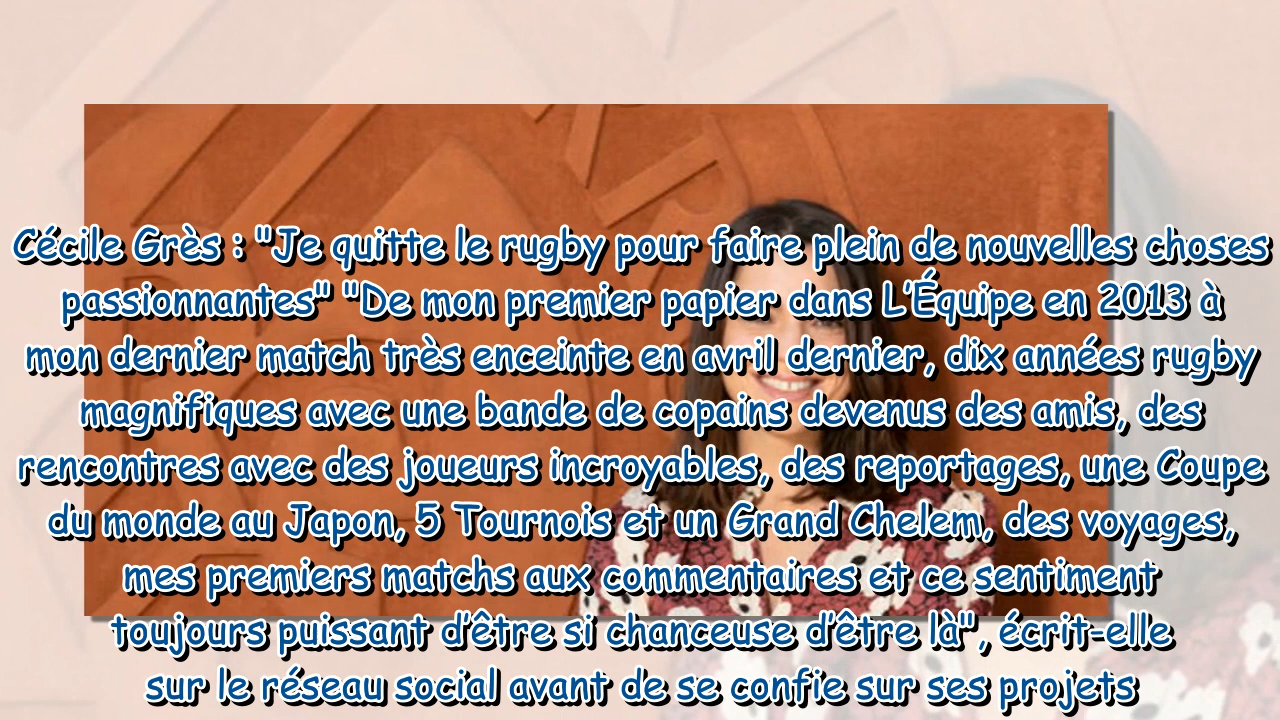 Cécile Grès : "Je quitte le rugby pour faire plein de nouvelles choses
passionnantes" "De mon premier papier dans L’Équipe en 2013 à
mon dernier match très enceinte en avril dernier, dix années rugby
magnifiques avec une bande de copains devenus des amis, des
rencontres avec des joueurs incroyables, des reportages, une Coupe
du monde au Japon, 5 Tournois et un Grand Chelem, des voyages,
mes premiers matchs aux commentaires et ce sentiment
toujours puissant d’être si chanceuse d’être là", écrit-elle
sur le réseau social avant de se confie sur ses projets